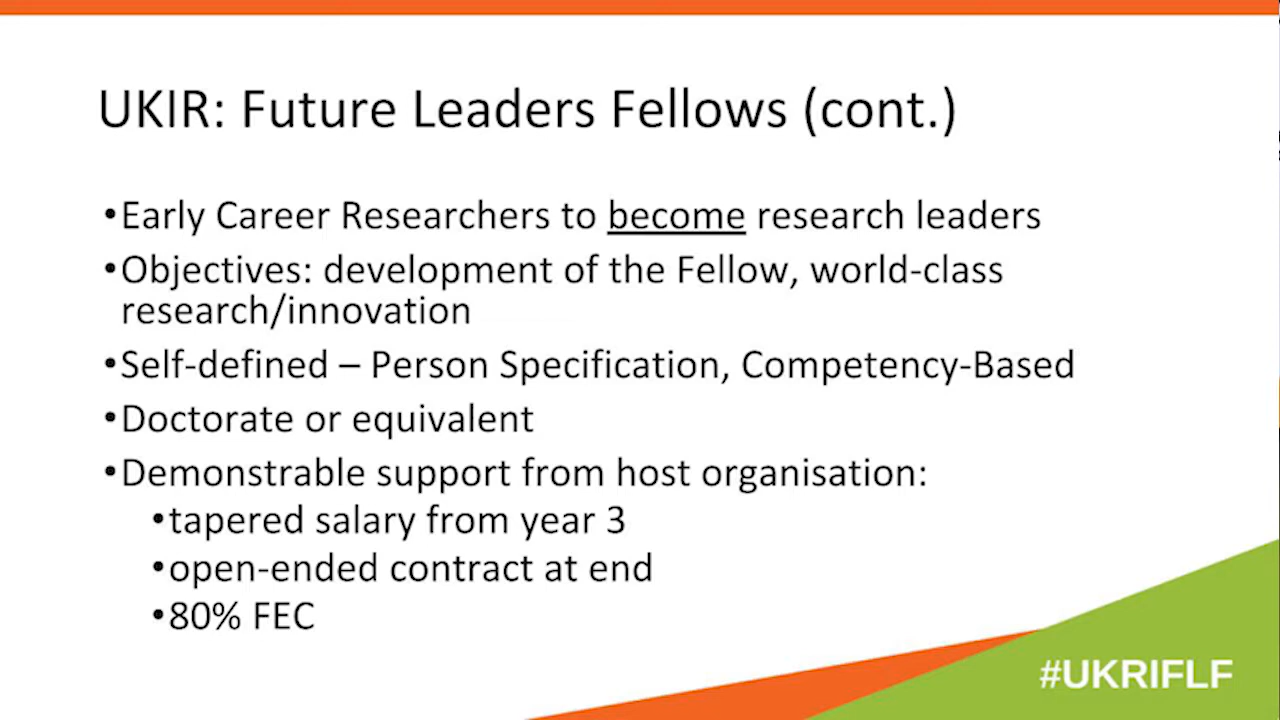 UKIR: Future Leaders Fellows (cont.)
•Early Career Researchers to become research leaders
•Objectives: development of the Fellow, world-class
research/innovation
•Self-defined – Person Specification, Competency-Based
•Doctorate or equivalent
•Demonstrable support from host organisation:
•tapered salary from year 3
•open-ended contract at end
•80% FEC
#UKRIFLF